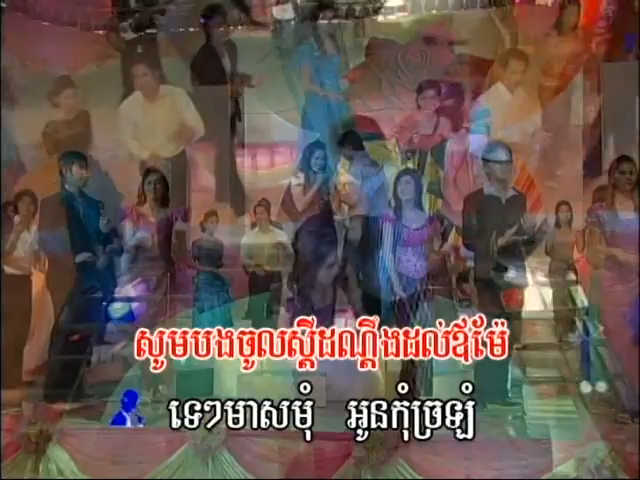 សូមបងចូលស្ដីដណ្ដឹងដល់ឪម៉ែ
ទេៗមាសមុំ អូនកុំច្រឡំ